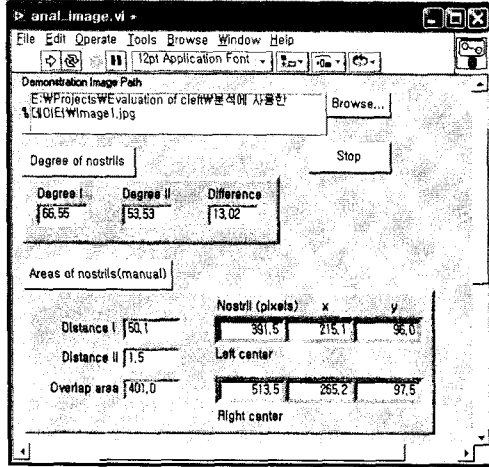 anal_image.vi *
File Edit Operate Tools Browse Window Help
12pt Application Font
Demonstration Image Path
E:₩Projects₩Evaluation of cleft₩분석에 사용한
데이터₩Image1.jpg
Browse...
Degree of nostrils
Stop
Degree I Degree II Difference
66,55 53,53 13,02
Areas of nostrils(manual)
Nostril (pixels) x y
Distance I 50,1 391,5 215,1 96,0
Left center
Distance II 1,5
Overlap area 401,0 513,5 265,2 97,5
Right center